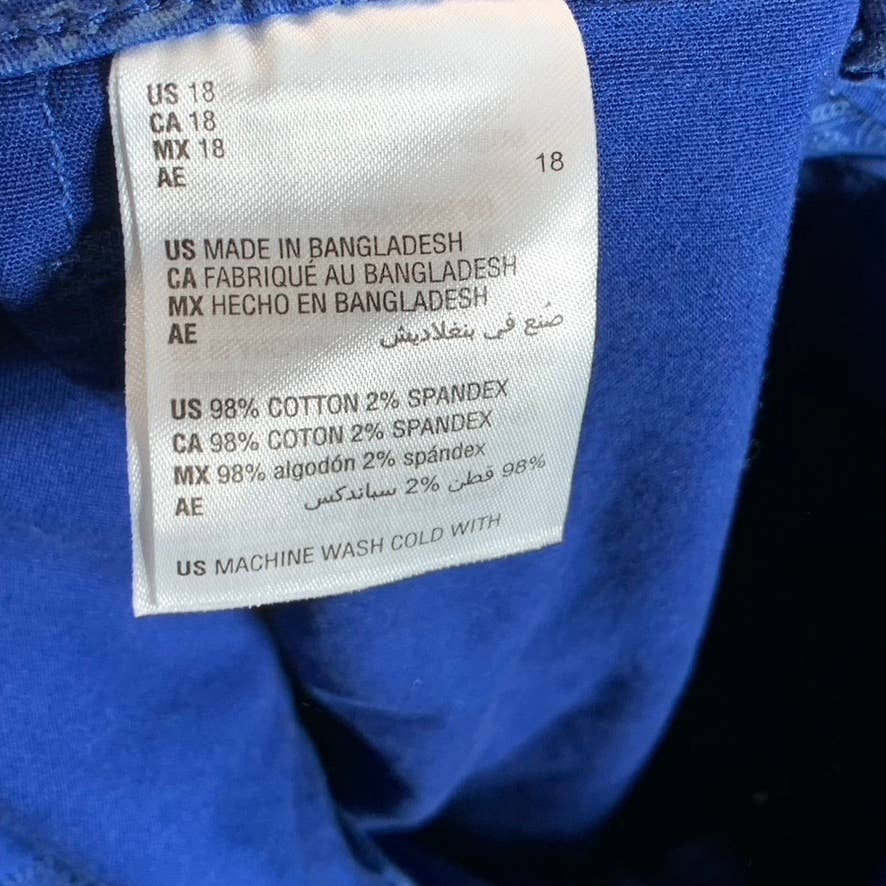 US 18
CA 18
MX 18
AE 18
US MADE IN BANGLADESH
CA FABRIQUÉ AU BANGLADESH
MX HECHO EN BANGLADESH
AE صُنع في بنغلاديش
US 98% COTTON 2% SPANDEX
CA 98% COTON 2% SPANDEX
MX 98% algodón 2% spándex
AE 98% قطن 2% سباندكس
US MACHINE WASH COLD WITH